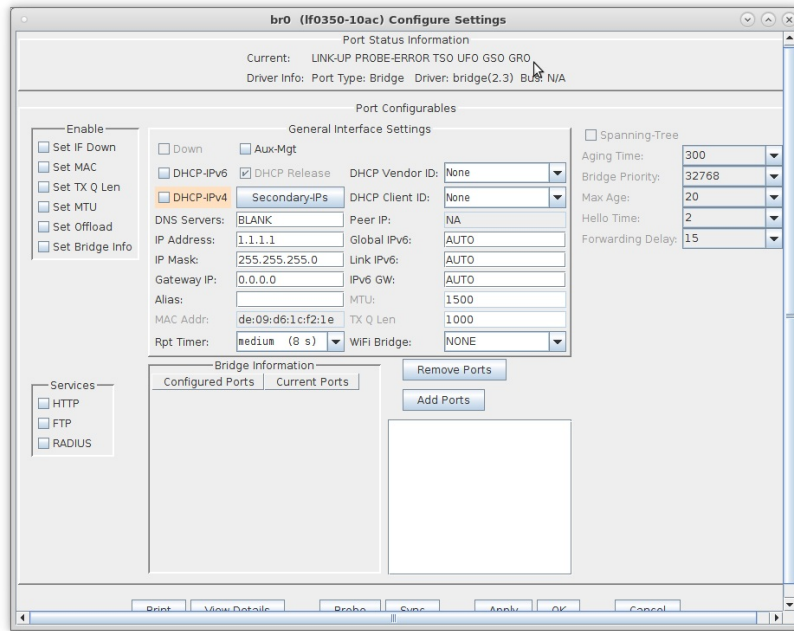 br0 (lf0350-10ac) Configure Settings
Port Status Information
Current: LINK-UP PROBE-ERROR TSO UFO GSO GRO
Driver Info: Port Type: Bridge Driver: bridge(2.3) Bus: N/A
Port Configurables
Enable
Set IF Down
Set MAC
Set TX Q Len
Set MTU
Set Offload
Set Bridge Info
Services
HTTP
FTP
RADIUS
General Interface Settings
Down Aux-Mgt
DHCP-IPv6 DHCP Release DHCP Vendor ID: None
DHCP-IPv4 Secondary-IPs DHCP Client ID: None
DNS Servers: BLANK Peer IP: NA
IP Address: 1.1.1.1 Global IPv6: AUTO
IP Mask: 255.255.255.0 Link IPv6: AUTO
Gateway IP: 0.0.0.0 IPv6 GW: AUTO
Alias: MTU: 1500
MAC Addr: de:09:d6:1c:f2:1e TX Q Len 1000
Rpt Timer: medium (8 s) WiFi Bridge: NONE
Spanning-Tree
Aging Time: 300
Bridge Priority: 32768
Max Age: 20
Hello Time: 2
Forwarding Delay: 15
Bridge Information
Configured Ports Current Ports
Remove Ports
Add Ports
Print View Details Probe Sync Apply OK Cancel